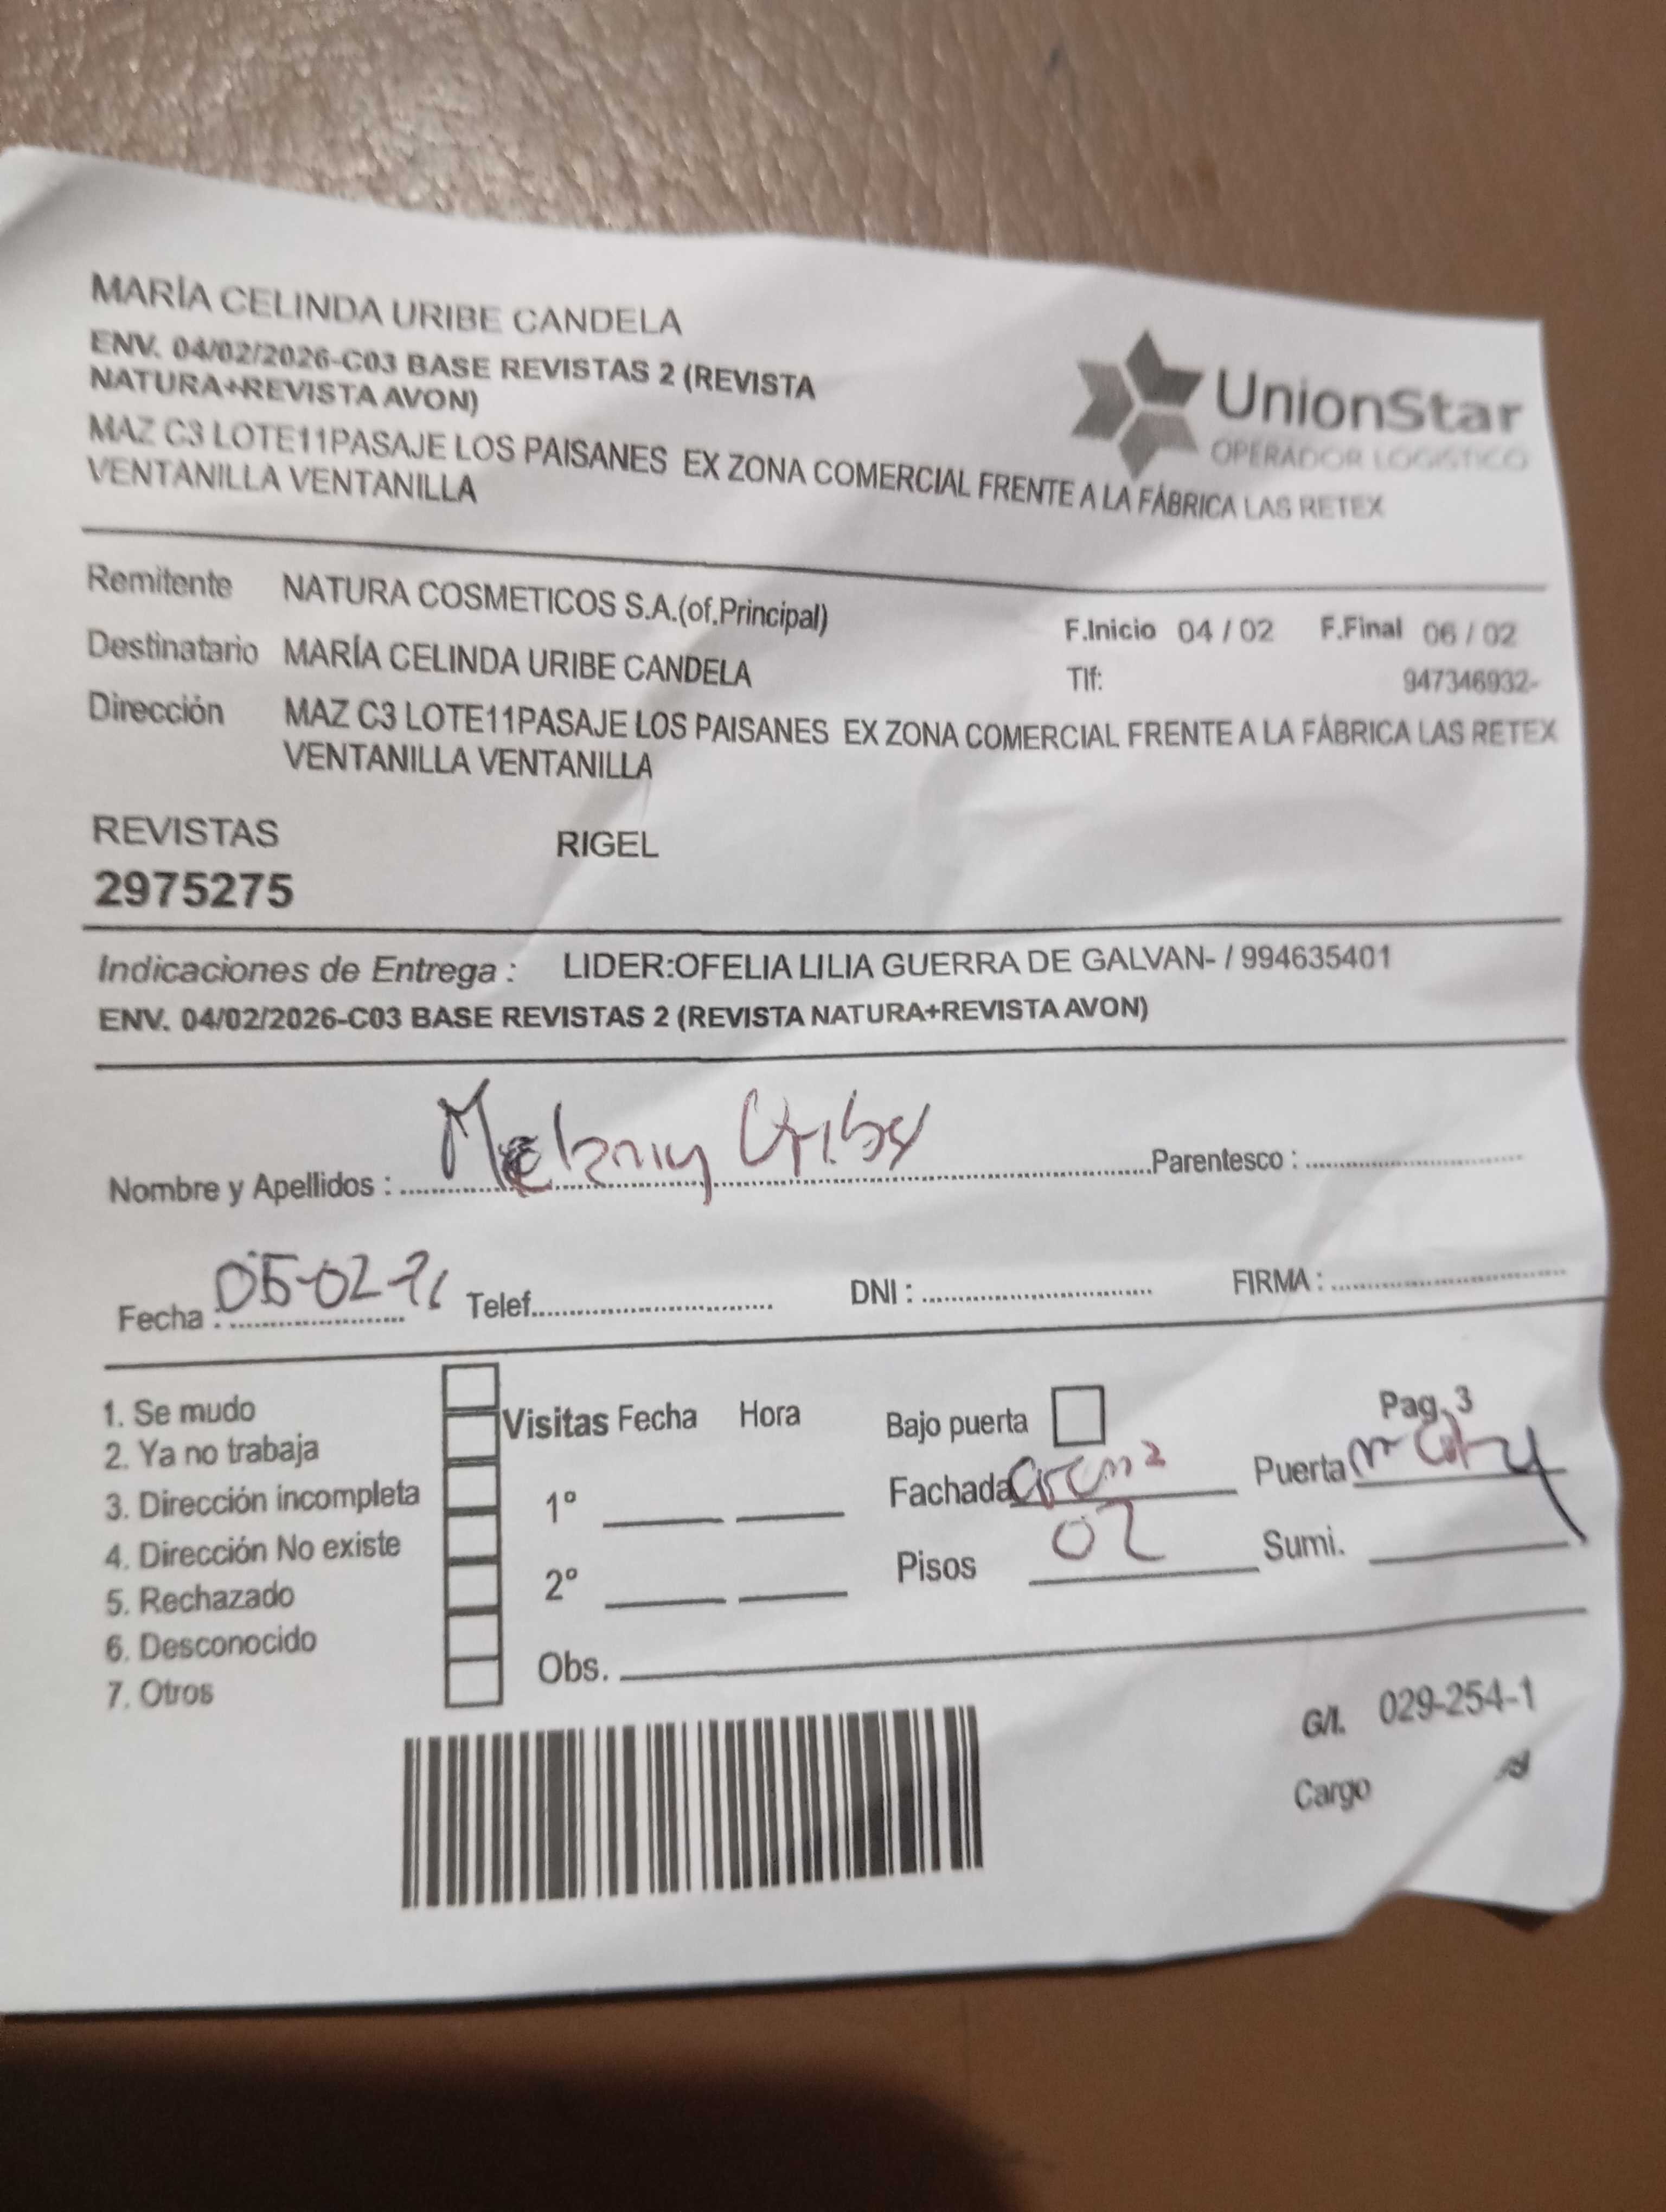 MARÍA CELINDA URIBE CANDELA
ENV. 04/02/2026-C03 BASE REVISTAS 2 (REVISTA
NATURA+REVISTA AVON)
UnionStar
OPERADOR LOGISTICO
MAZ C3 LOTE11PASAJE LOS PAISANES EX ZONA COMERCIAL FRENTE A LA FÁBRICA LAS RETEX
VENTANILLA VENTANILLA
Remitente NATURA COSMETICOS S.A.(of.Principal)
F.Inicio 04 / 02 F.Final 06 / 02
Destinatario MARÍA CELINDA URIBE CANDELA
Tlf: 947346932-
Dirección MAZ C3 LOTE11PASAJE LOS PAISANES EX ZONA COMERCIAL FRENTE A LA FÁBRICA LAS RETEX
VENTANILLA VENTANILLA
REVISTAS RIGEL
2975275
Indicaciones de Entrega : LIDER:OFELIA LILIA GUERRA DE GALVAN- / 994635401
ENV. 04/02/2026-C03 BASE REVISTAS 2 (REVISTA NATURA+REVISTA AVON)
Nombre y Apellidos : Uribe Parentesco :
Fecha : 05-02-26 Telef. DNI : FIRMA :
1. Se mudo
2. Ya no trabaja
3. Dirección incompleta
4. Dirección No existe
5. Rechazado
6. Desconocido
7. Otros
Visitas Fecha Hora
1º
2º
Obs.
Bajo puerta
Pag. 3
Fachada Puerta
Pisos 02 Sumi.
G/I. 029-254-1
Cargo